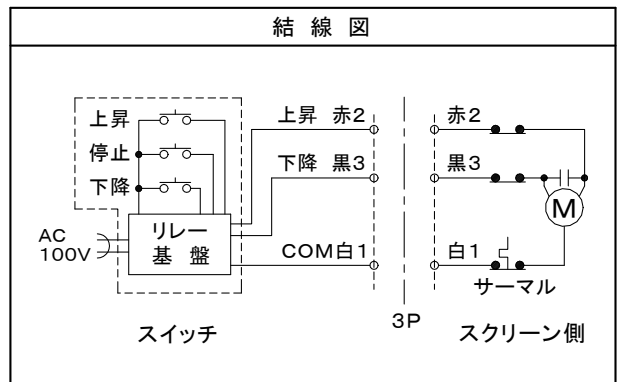 結線図
上昇
停止
下降
リレー
基盤
AC
100V
スイッチ
上昇 赤2
下降 黒3
COM白1
3P
赤2
黒3
白1
M
サーマル
スクリーン側